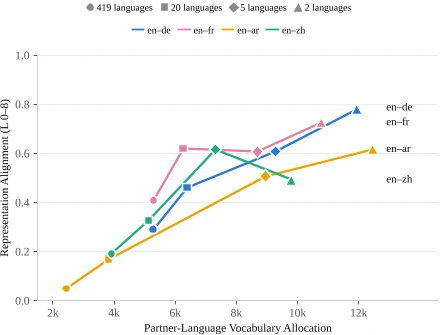 419 languages 20 languages 5 languages 2 languages
en–de en–fr en–ar en–zh
Representation Alignment (L 0–8)
1.0
0.8
0.6
0.4
0.2
0.0
en–de
en–fr
en–ar
en–zh
2k 4k 6k 8k 10k 12k
Partner-Language Vocabulary Allocation